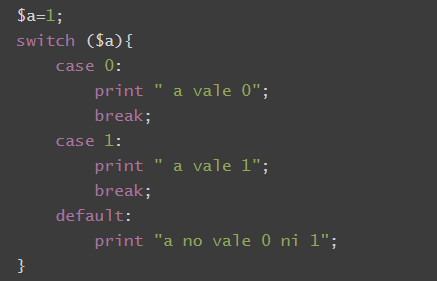 $a=1;
switch ($a){
    case 0:
        print " a vale 0";
        break;
    case 1:
        print " a vale 1";
        break;
    default:
        print "a no vale 0 ni 1";
}